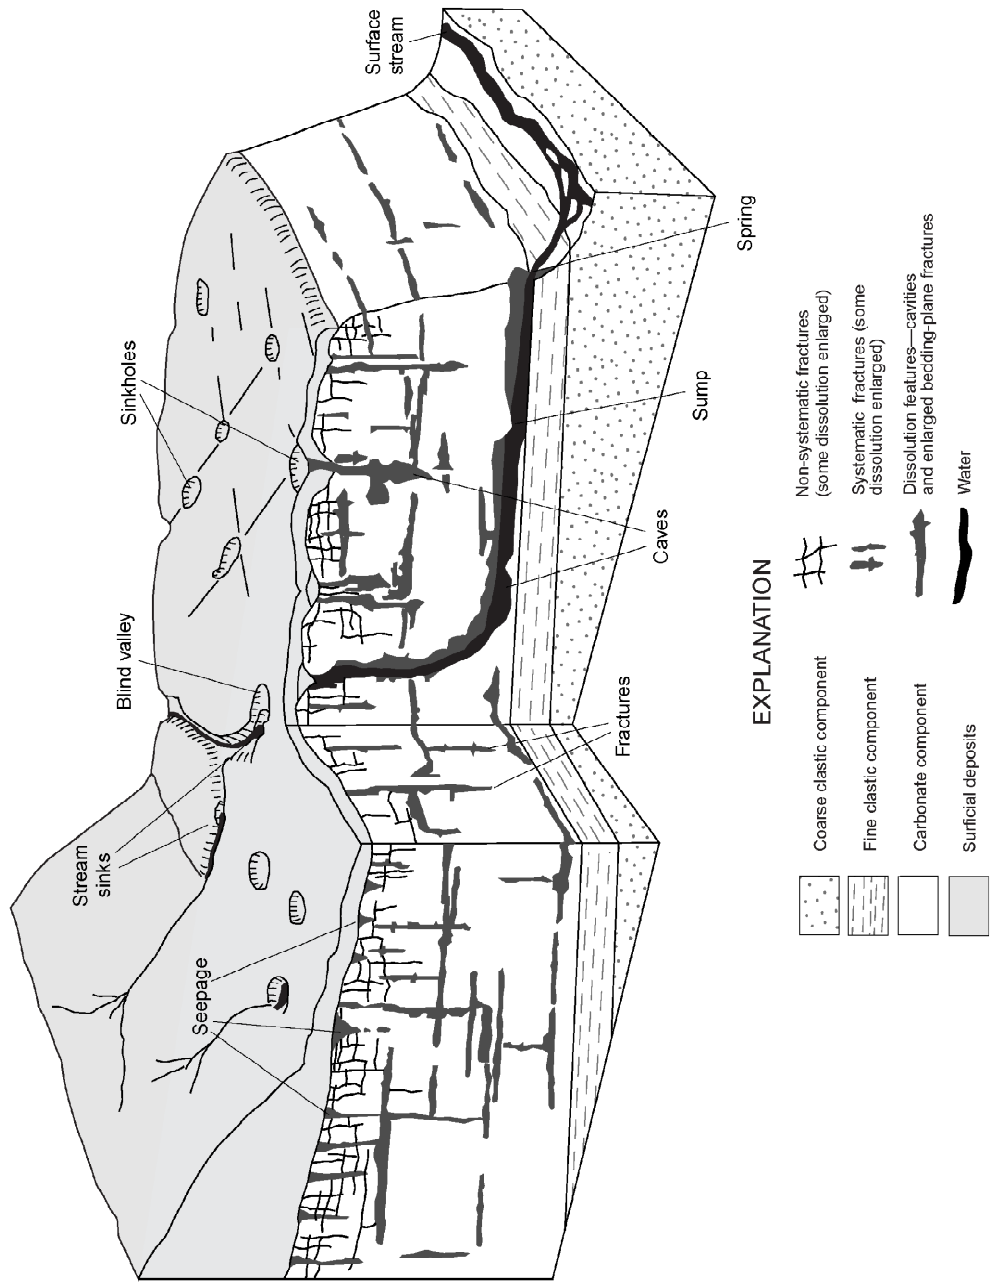 Stream
sinks
Blind valley
Sinkholes
Surface
stream
Seepage
Fractures
Caves
Sump
Spring
EXPLANATION
Coarse clastic component
Fine clastic component
Carbonate component
Surficial deposits
Non-systematic fractures
(some dissolution enlarged)
Systematic fractures (some
dissolution enlarged)
Dissolution features—cavities
and enlarged bedding-plane fractures
Water